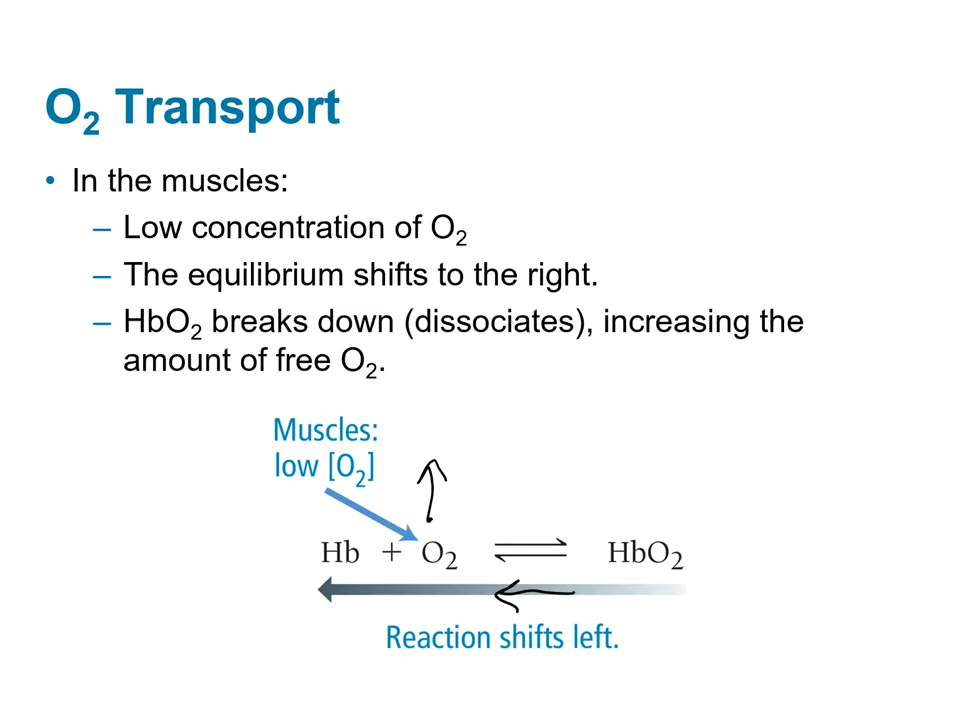 O₂ Transport
• In the muscles:
– Low concentration of O₂
– The equilibrium shifts to the right.
– HbO₂ breaks down (dissociates), increasing the
amount of free O₂.
Muscles:
low [O₂]
Hb + O₂ ⇌ HbO₂
Reaction shifts left.